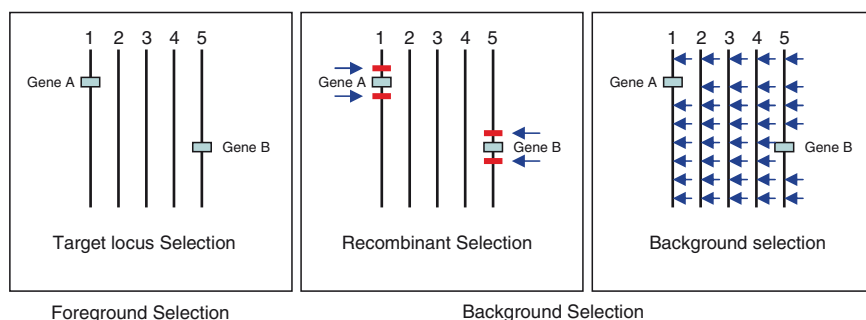 1 2 3 4 5
Gene A
Gene B
Target locus Selection
1 2 3 4 5
Gene A
Gene B
Recombinant Selection
1 2 3 4 5
Gene A
Gene B
Background selection
Foreground Selection
Background Selection